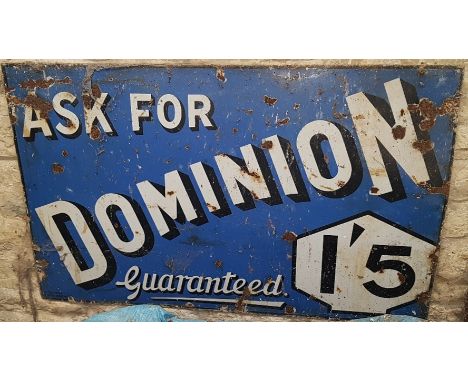 ASK FOR
DOMINION
Guaranteed.
1'5